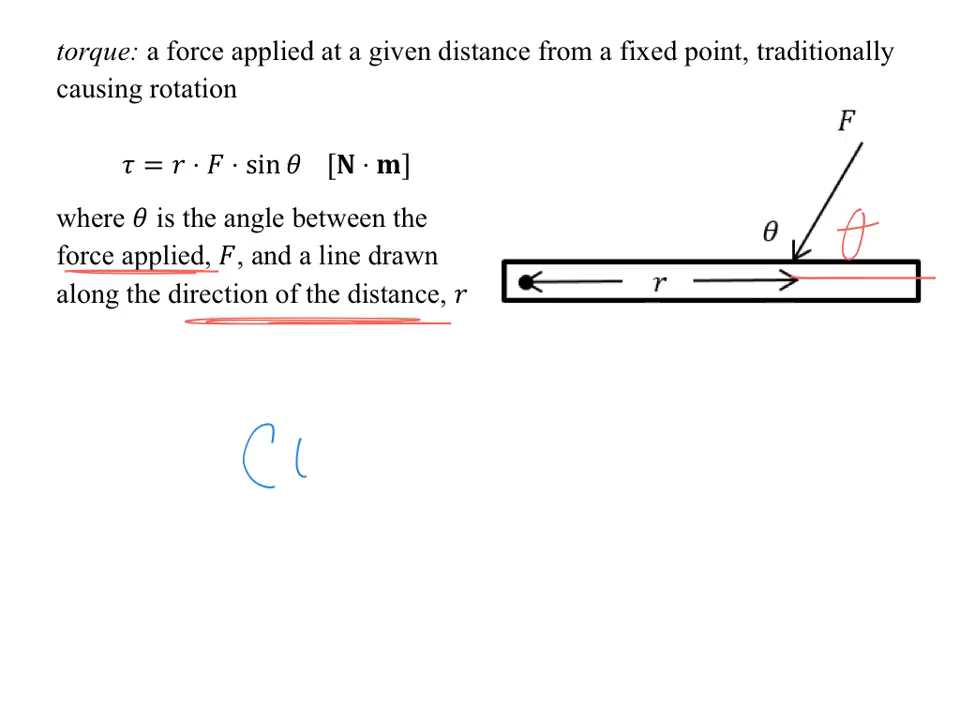 torque: a force applied at a given distance from a fixed point, traditionally
causing rotation
τ = r · F · sin θ [N · m]
where θ is the angle between the
force applied, F, and a line drawn
along the direction of the distance, r
F
θ
θ
r
C